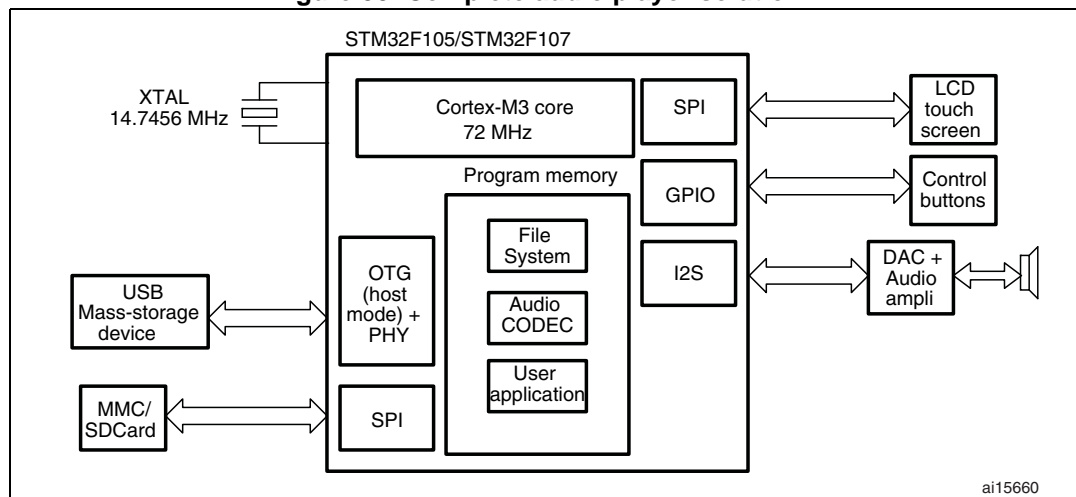 STM32F105/STM32F107
XTAL
14.7456 MHz
Cortex-M3 core
72 MHz
SPI
LCD
touch
screen
Program memory
GPIO
Control
buttons
File
System
OTG
(host
mode) +
PHY
I2S
DAC +
Audio
ampli
USB
Mass-storage
device
Audio
CODEC
User
application
MMC/
SDCard
SPI
ai15660